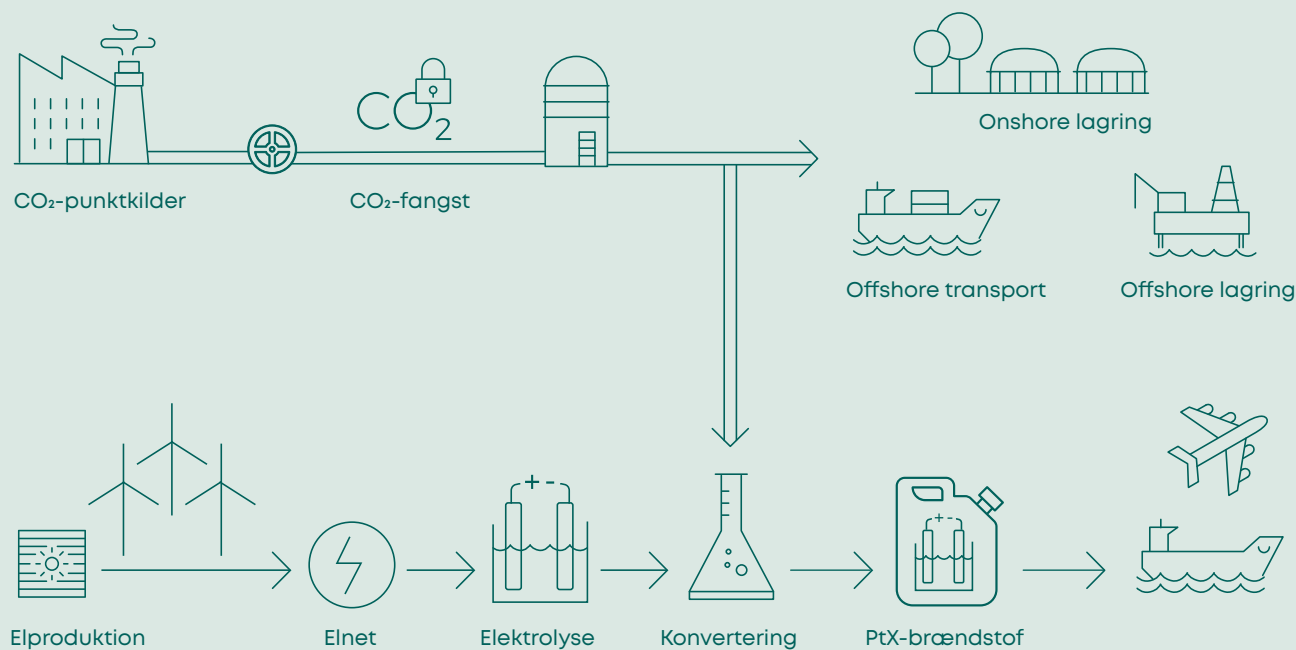 CO₂
Onshore lagring
CO₂-punktkilder
CO₂-fangst
Offshore transport
Offshore lagring
+ -
+ -
Elproduktion
Elnet
Elektrolyse
Konvertering
PtX-brændstof